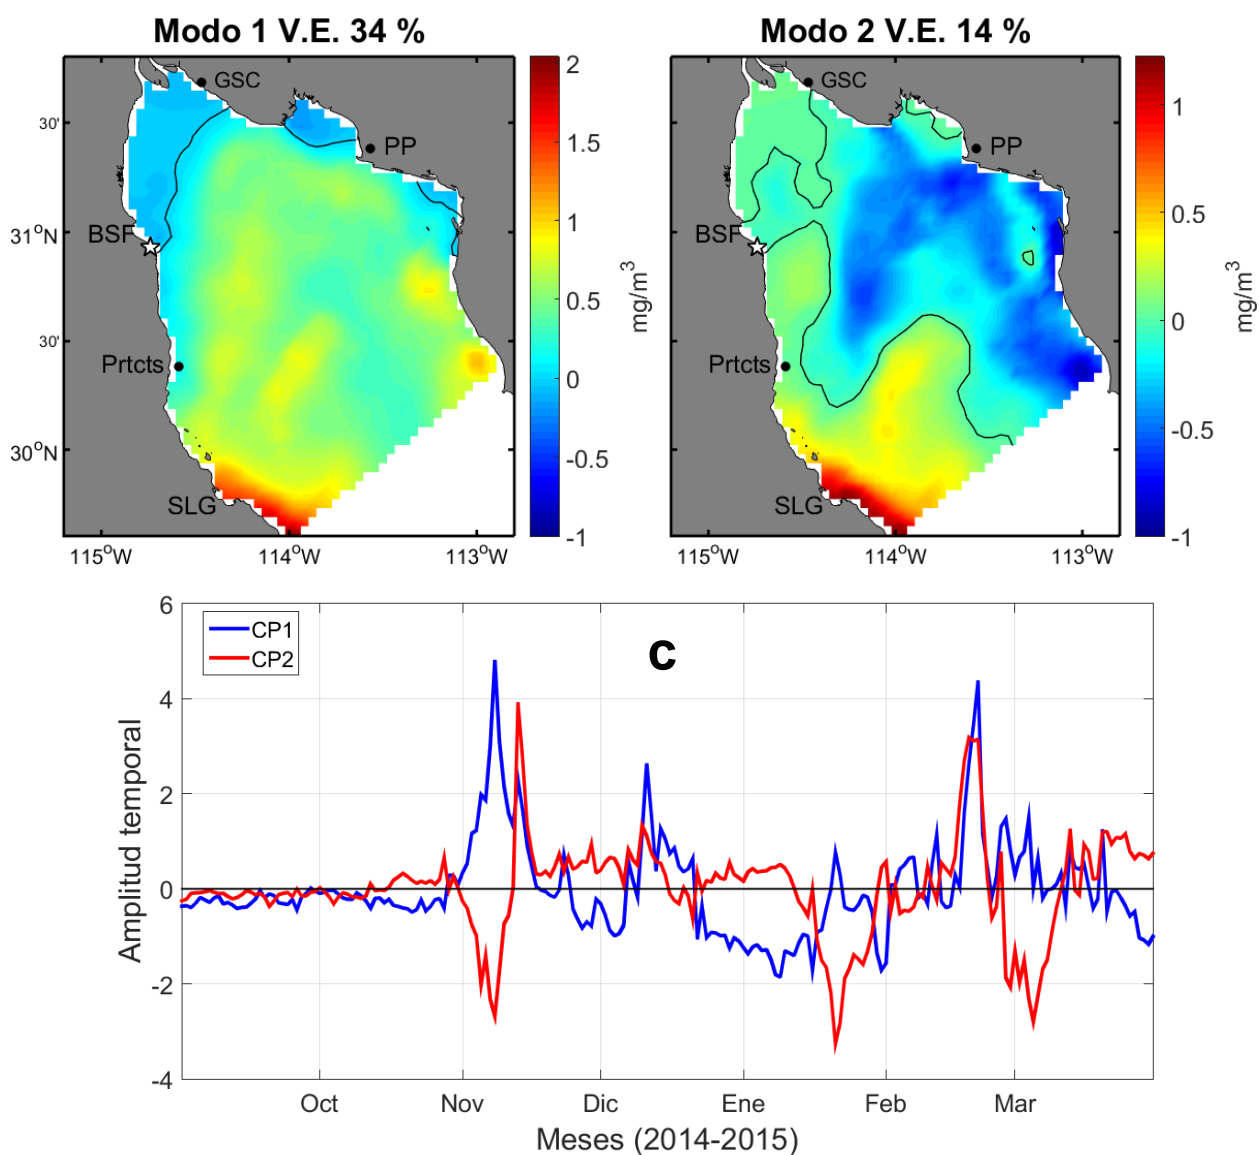 Modo 1 V.E. 34 %
Modo 2 V.E. 14 %
GSC
PP
BSF
Prtcts
SLG
30'
31°N
30'
30°N
115°W
114°W
113°W
2
1.5
1
0.5
0
-0.5
-1
mg/m³
GSC
PP
BSF
Prtcts
SLG
115°W
114°W
113°W
1
0.5
0
-0.5
-1
mg/m³
6
4
2
0
-2
-4
Amplitud temporal
CP1
CP2
c
Oct
Nov
Dic
Ene
Feb
Mar
Meses (2014-2015)